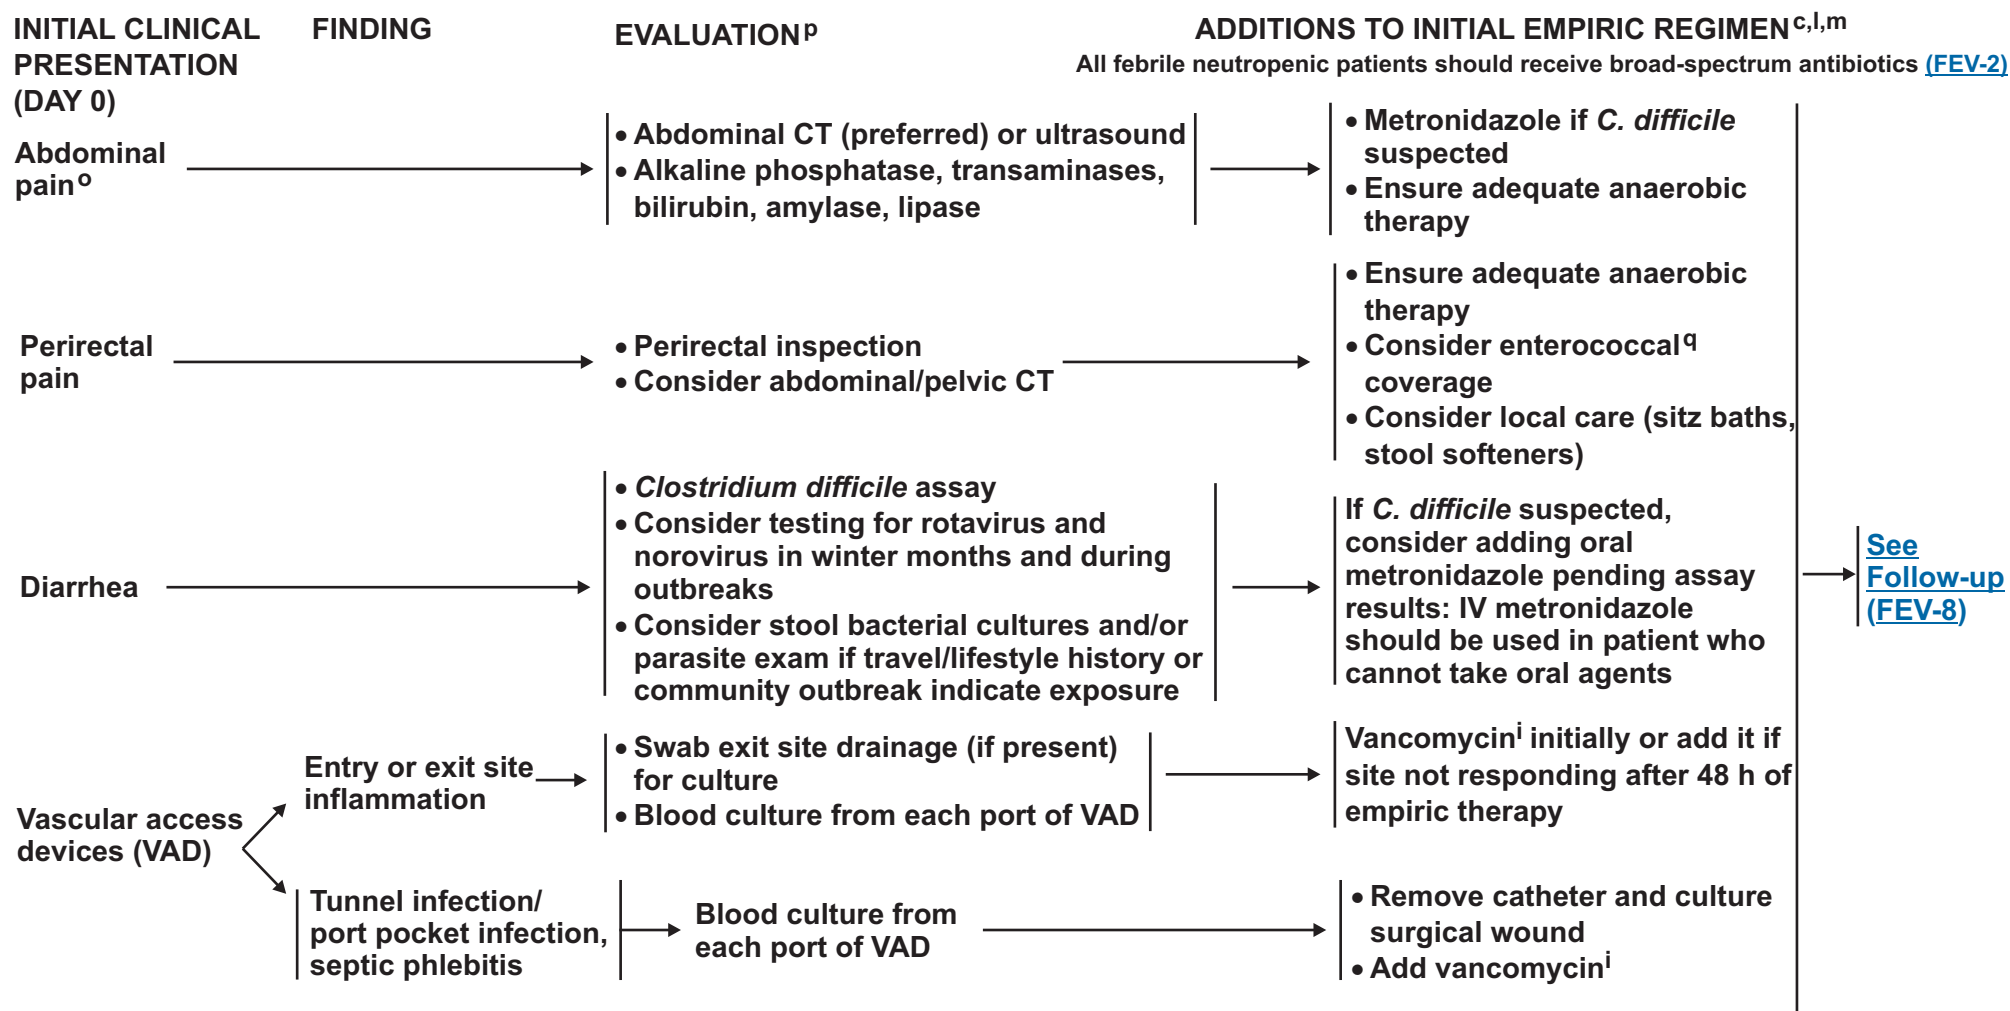 INITIAL CLINICAL
PRESENTATION
(DAY 0)
FINDING
EVALUATIONp
ADDITIONS TO INITIAL EMPIRIC REGIMENc,l,m
All febrile neutropenic patients should receive broad-spectrum antibiotics (FEV-2)
Abdominal
paino
• Abdominal CT (preferred) or ultrasound
• Alkaline phosphatase, transaminases,
bilirubin, amylase, lipase
• Metronidazole if C. difficile
suspected
• Ensure adequate anaerobic
therapy
Perirectal
pain
• Perirectal inspection
• Consider abdominal/pelvic CT
• Ensure adequate anaerobic
therapy
• Consider enterococcalq
coverage
• Consider local care (sitz baths,
stool softeners)
Diarrhea
• Clostridium difficile assay
• Consider testing for rotavirus and
norovirus in winter months and during
outbreaks
• Consider stool bacterial cultures and/or
parasite exam if travel/lifestyle history or
community outbreak indicate exposure
If C. difficile suspected,
consider adding oral
metronidazole pending assay
results: IV metronidazole
should be used in patient who
cannot take oral agents
See
Follow-up
(FEV-8)
Vascular access
devices (VAD)
Entry or exit site
inflammation
• Swab exit site drainage (if present)
for culture
• Blood culture from each port of VAD
Vancomycini initially or add it if
site not responding after 48 h of
empiric therapy
Tunnel infection/
port pocket infection,
septic phlebitis
Blood culture from
each port of VAD
• Remove catheter and culture
surgical wound
• Add vancomycini